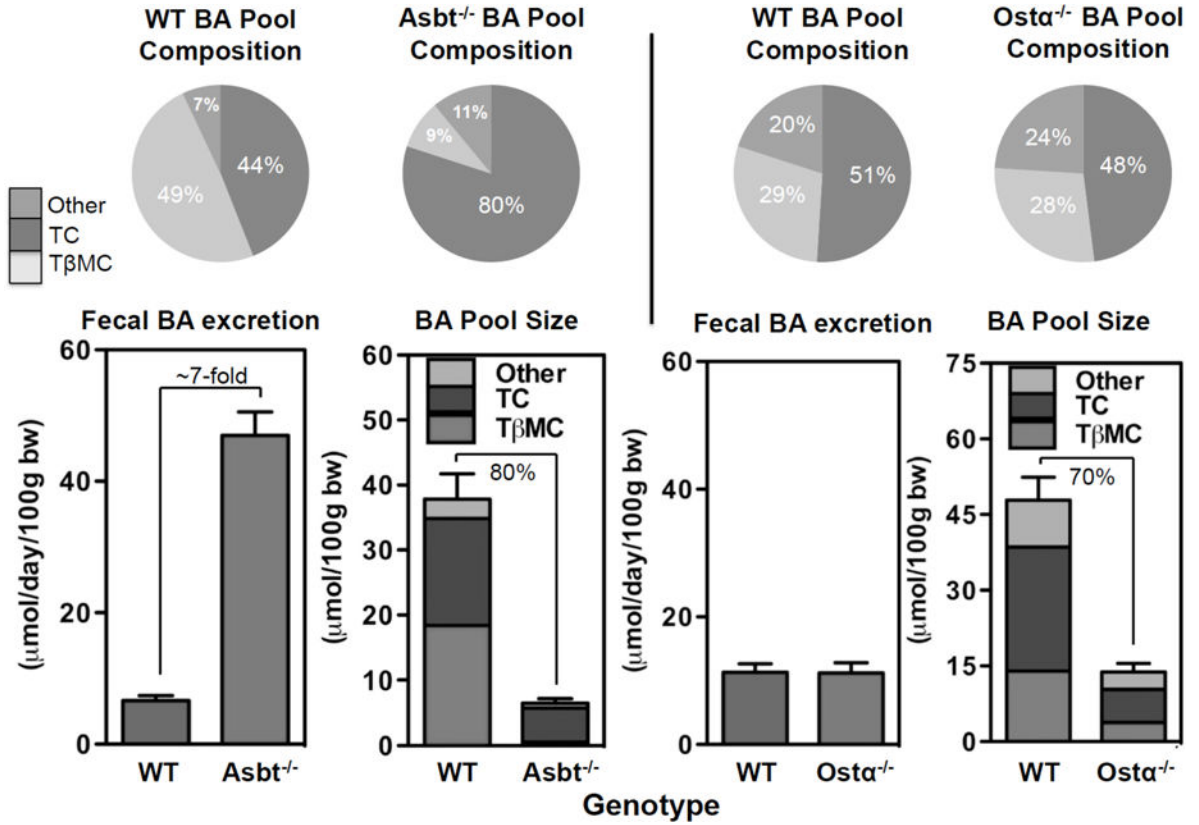 WT BA Pool
Composition
Asbt⁻/⁻ BA Pool
Composition
WT BA Pool
Composition
Ostα⁻/⁻ BA Pool
Composition
7%
44%
49%
11%
9%
80%
20%
51%
29%
24%
48%
28%
Other
TC
TβMC
Fecal BA excretion
(μmol/day/100g bw)
60
40
20
0
~7-fold
WT
Asbt⁻/⁻
BA Pool Size
(μmol/100g bw)
60
50
40
30
20
10
0
Other
TC
TβMC
80%
WT
Asbt⁻/⁻
Fecal BA excretion
(μmol/day/100g bw)
60
40
20
0
WT
Ostα⁻/⁻
BA Pool Size
(μmol/100g bw)
75
60
45
30
15
0
Other
TC
TβMC
70%
WT
Ostα⁻/⁻
Genotype